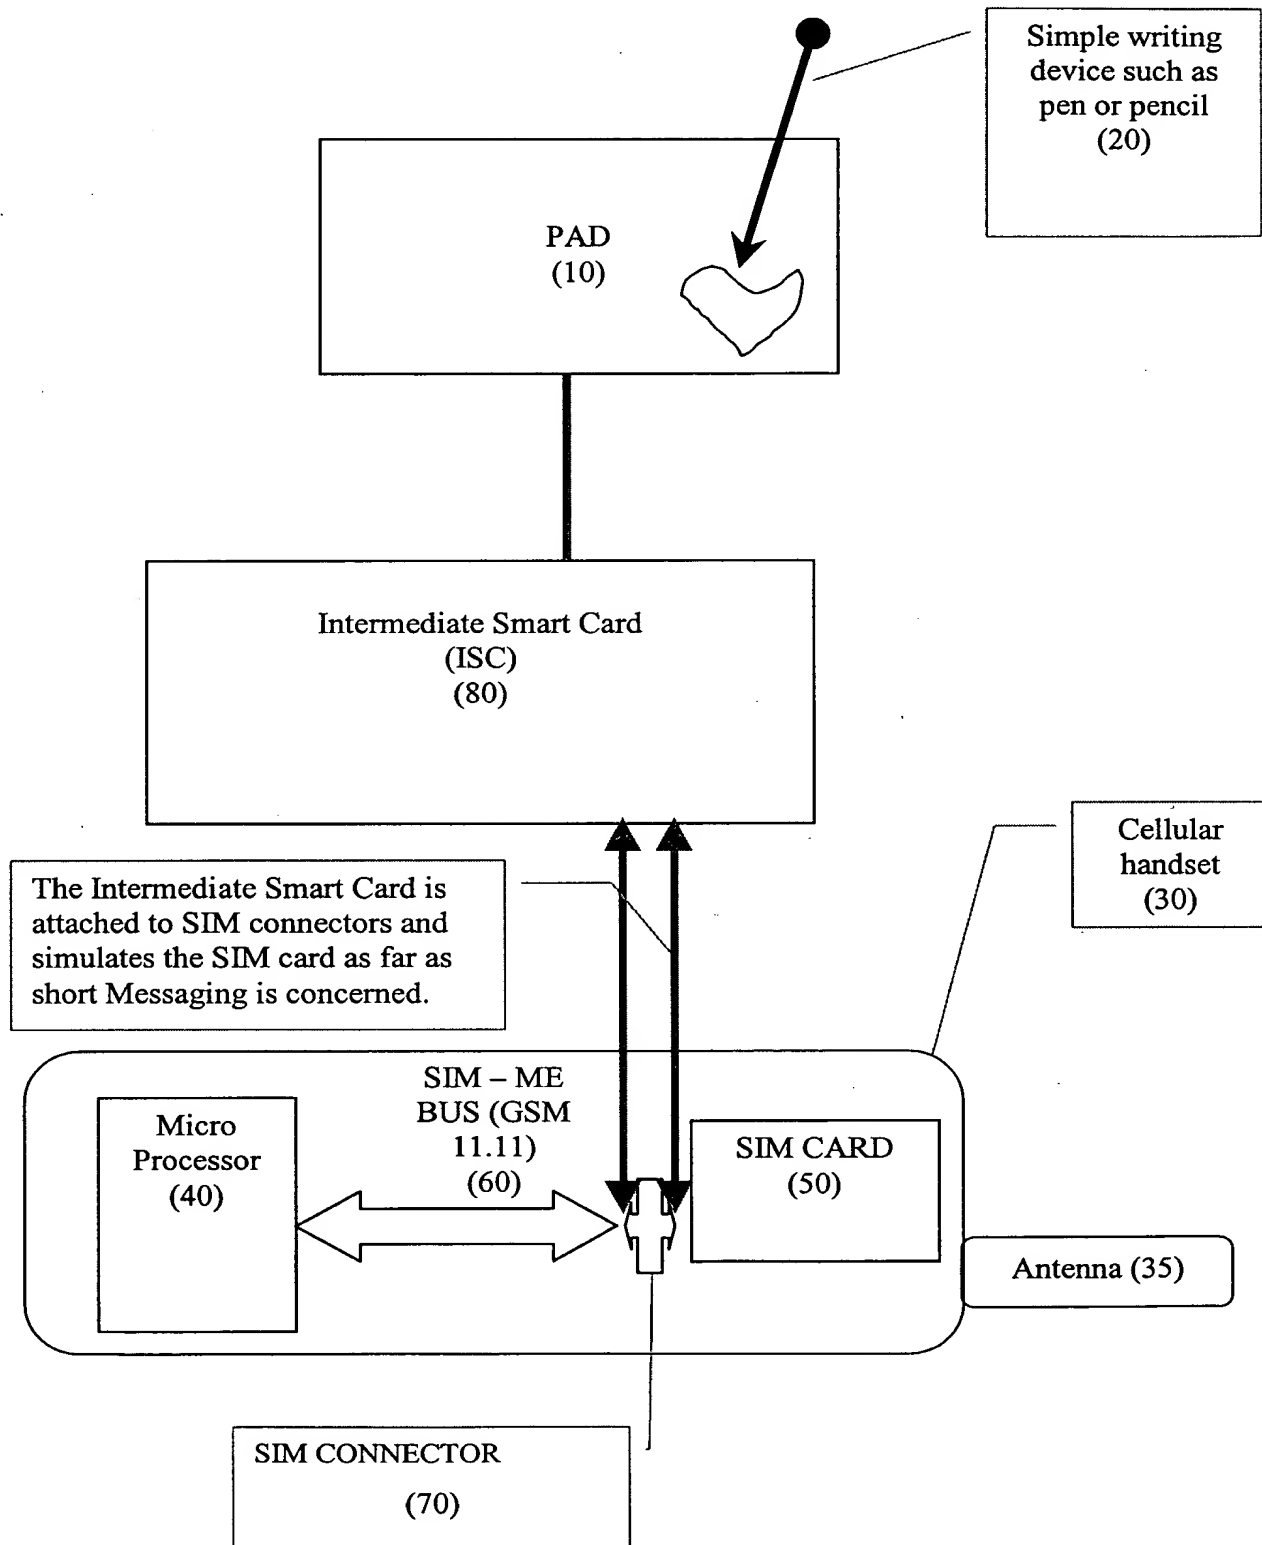 Simple writing
device such as
pen or pencil
(20)
PAD
(10)
Intermediate Smart Card
(ISC)
(80)
Cellular
handset
(30)
The Intermediate Smart Card is
attached to SIM connectors and
simulates the SIM card as far as
short Messaging is concerned.
SIM – ME
BUS (GSM
11.11)
(60)
Micro
Processor
(40)
SIM CARD
(50)
Antenna (35)
SIM CONNECTOR
(70)